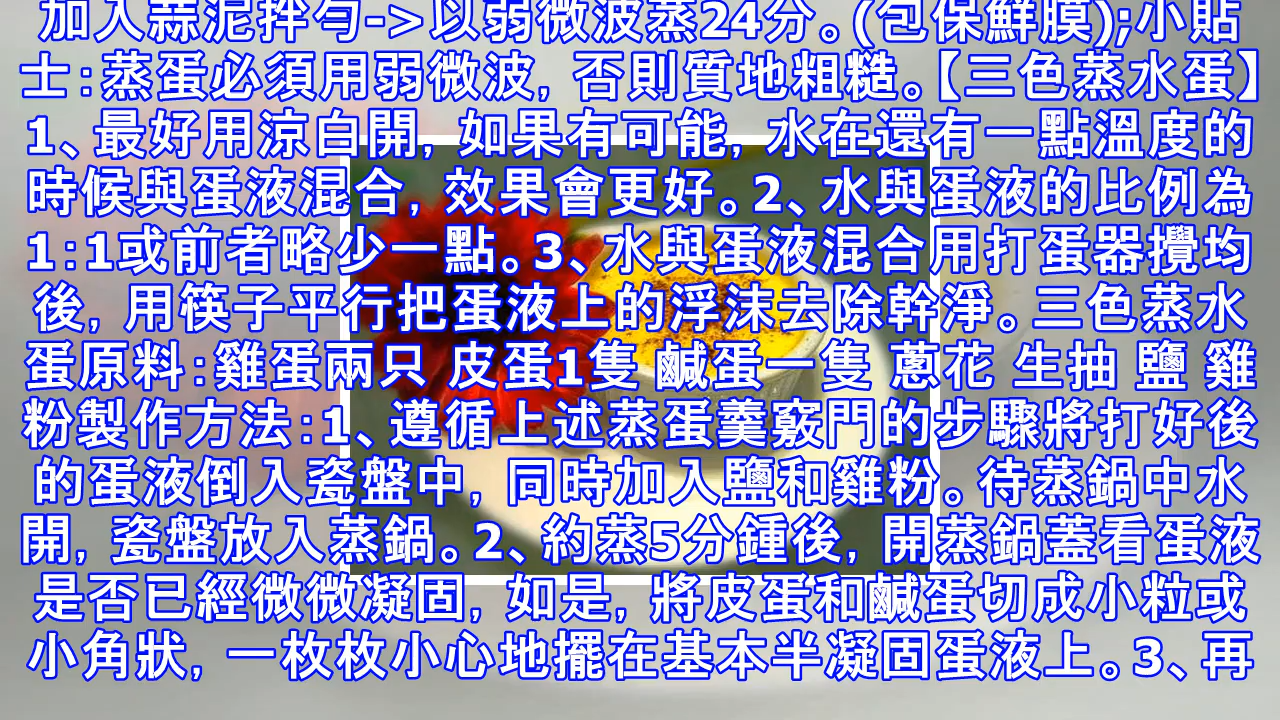 加入蒜泥拌勻->以弱微波蒸24分。(包保鮮膜);小貼
士:蒸蛋必須用弱微波, 否則質地粗糙。【三色蒸水蛋】
1、最好用涼白開, 如果有可能, 水在還有一點溫度的
時候與蛋液混合, 效果會更好。2、水與蛋液的比例為
1:1或前者略少一點。3、水與蛋液混合用打蛋器攪均
後, 用筷子平行把蛋液上的浮沫去除幹淨。三色蒸水
蛋原料:雞蛋兩只 皮蛋1隻 鹹蛋一隻 蔥花 生抽 鹽 雞
粉製作方法:1、遵循上述蒸蛋羹竅門的步驟將打好後
的蛋液倒入瓷盤中, 同時加入鹽和雞粉。待蒸鍋中水
開, 瓷盤放入蒸鍋。2、約蒸5分鍾後, 開蒸鍋蓋看蛋液
是否已經微微凝固, 如是, 將皮蛋和鹹蛋切成小粒或
小角狀, 一枚枚小心地擺在基本半凝固蛋液上。3、再